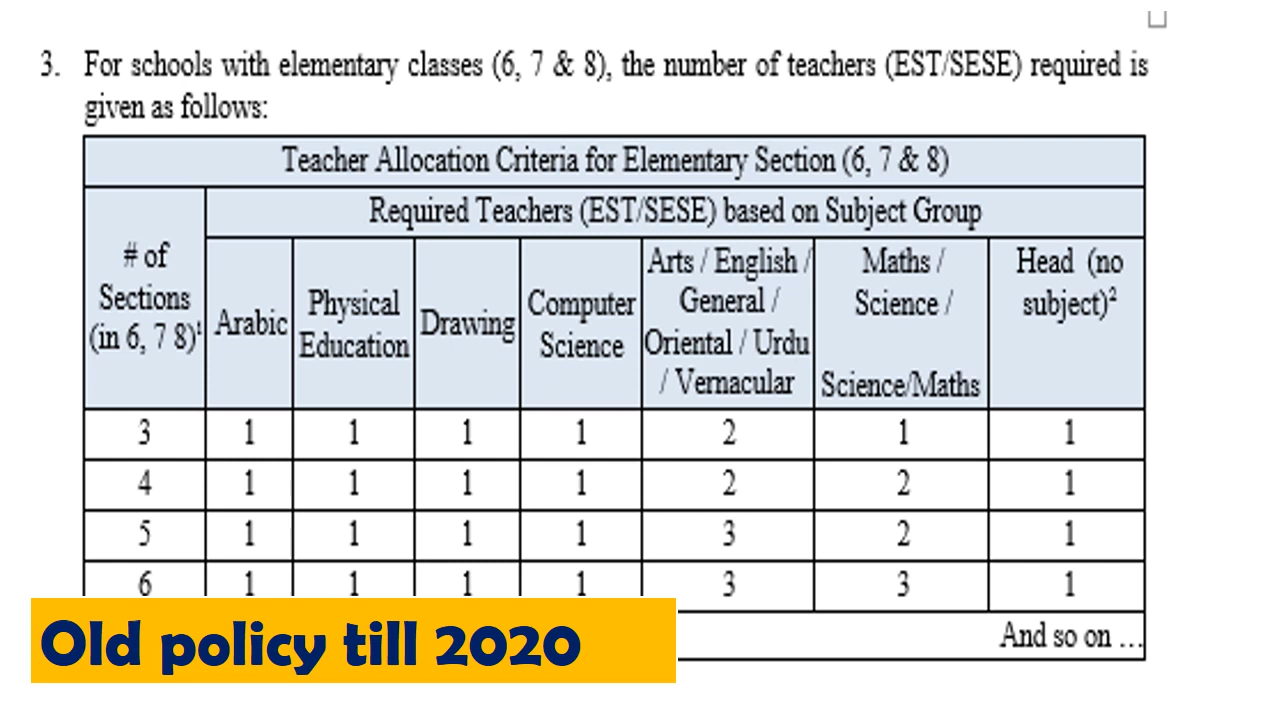 3. For schools with elementary classes (6, 7 & 8), the number of teachers (EST/SESE) required is
given as follows:
Teacher Allocation Criteria for Elementary Section (6, 7 & 8)
Required Teachers (EST/SESE) based on Subject Group
# of
Sections
(in 6, 7 8)¹
Arabic
Physical
Education
Drawing
Computer
Science
Arts / English /
General /
Oriental / Urdu
/ Vernacular
Maths /
Science /
Science/Maths
Head (no
subject)²
3 1 1 1 1 2 1 1
4 1 1 1 1 2 2 1
5 1 1 1 1 3 2 1
6 1 1 1 1 3 3 1
And so on ...
Old policy till 2020